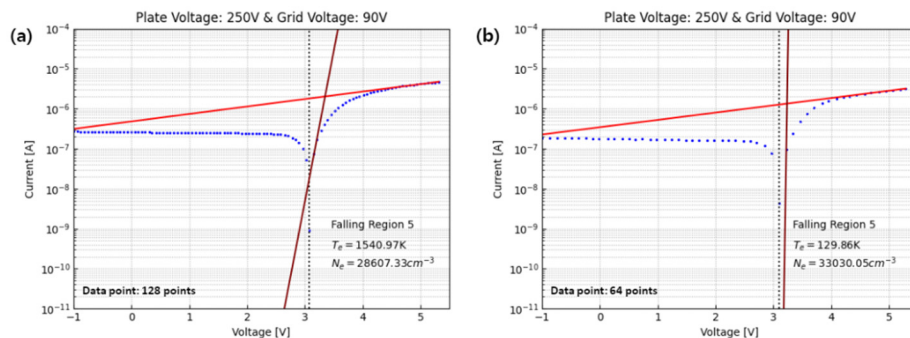 (a)
Plate Voltage: 250V & Grid Voltage: 90V
10⁻⁴
10⁻⁵
10⁻⁶
10⁻⁷
10⁻⁸
10⁻⁹
10⁻¹⁰
10⁻¹¹
Current [A]
Falling Region 5
Tₑ = 1540.97K
Nₑ = 28607.33cm⁻³
Data point: 128 points
−1 0 1 2 3 4 5
Voltage [V]
(b)
Plate Voltage: 250V & Grid Voltage: 90V
10⁻⁴
10⁻⁵
10⁻⁶
10⁻⁷
10⁻⁸
10⁻⁹
10⁻¹⁰
10⁻¹¹
Current [A]
Falling Region 5
Tₑ = 129.86K
Nₑ = 33030.05cm⁻³
Data point: 64 points
−1 0 1 2 3 4 5
Voltage [V]